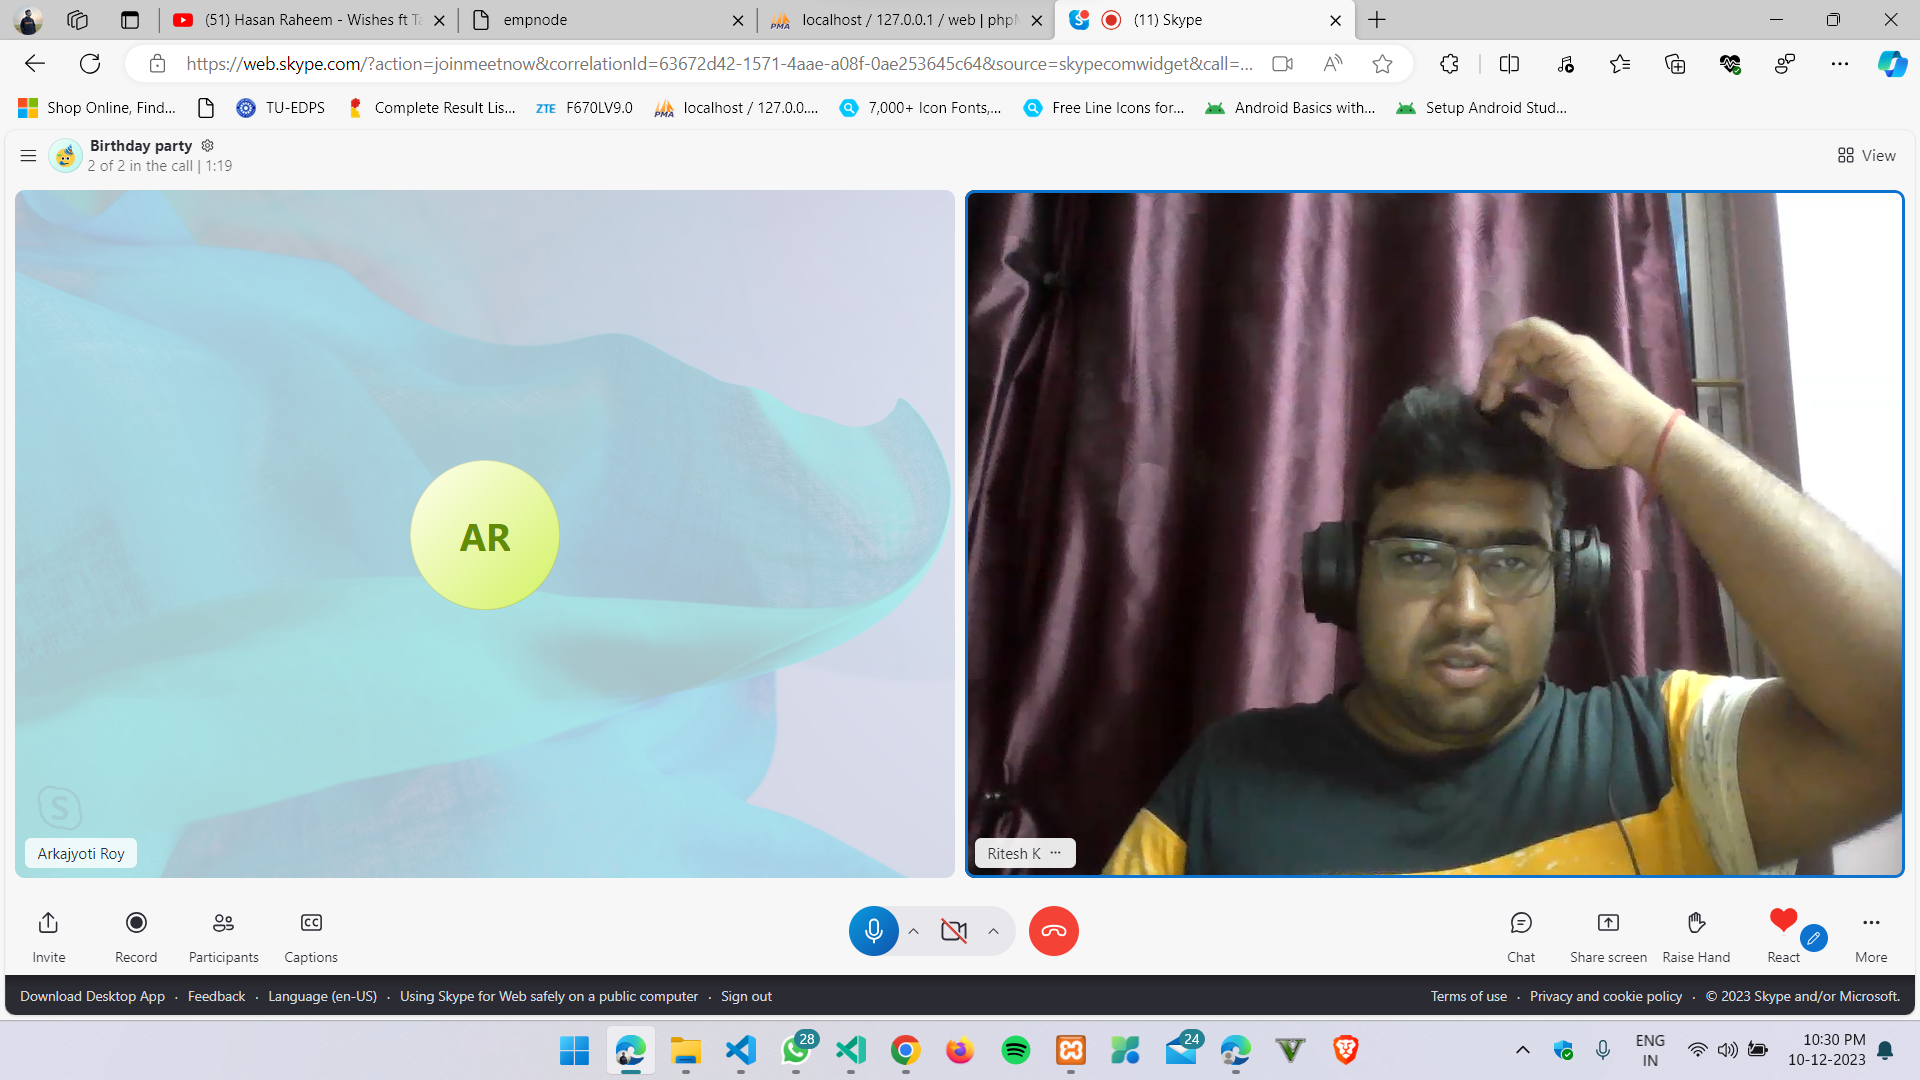 (51) Hasan Raheem - Wishes ft Ta
empnode
localhost / 127.0.0.1 / web | phpM
(11) Skype
https://web.skype.com/?action=joinmeetnow&correlationId=63672d42-1571-4aae-a08f-0ae253645c64&source=skypecomwidget&call=...
Shop Online, Find...
TU-EDPS
Complete Result Lis...
ZTE F670LV9.0
PMA localhost / 127.0.0....
7,000+ Icon Fonts,...
Free Line Icons for...
Android Basics with...
Setup Android Stud...
Birthday party
2 of 2 in the call | 1:19
View
AR
S
Arkajyoti Roy
Ritesh K ...
Invite
Record
Participants
CC
Captions
Chat
Share screen
Raise Hand
React
More
Download Desktop App · Feedback · Language (en-US) · Using Skype for Web safely on a public computer · Sign out
Terms of use · Privacy and cookie policy · © 2023 Skype and/or Microsoft.
28
24
ENG
IN
10:30 PM
10-12-2023